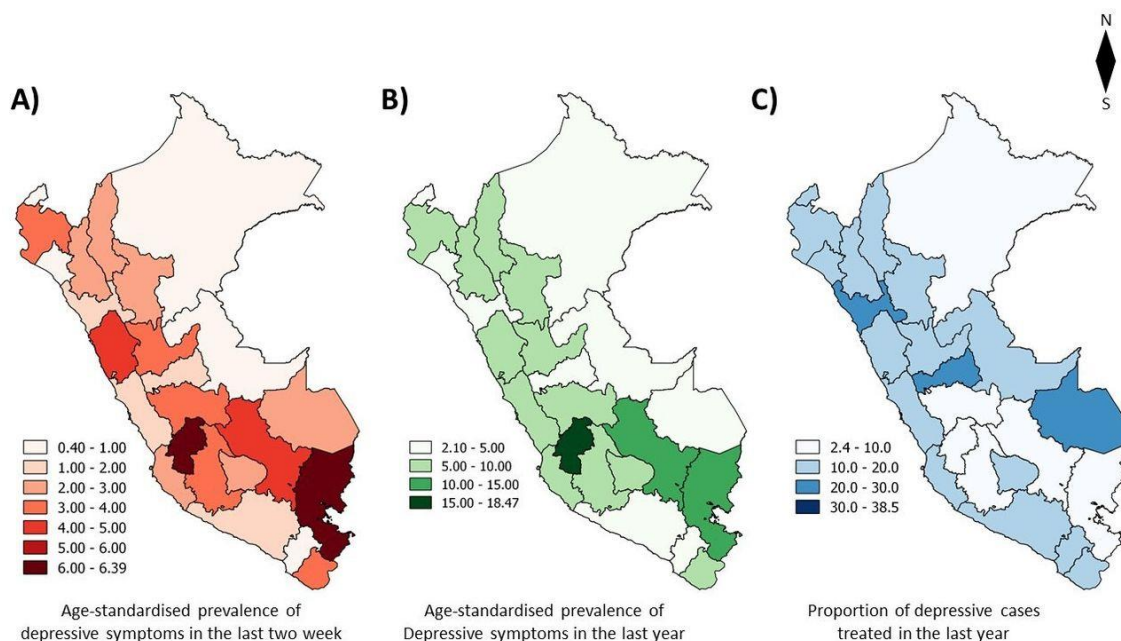 N
S
A)
B)
C)
0.40 - 1.00
1.00 - 2.00
2.00 - 3.00
3.00 - 4.00
4.00 - 5.00
5.00 - 6.00
6.00 - 6.39
2.10 - 5.00
5.00 - 10.00
10.00 - 15.00
15.00 - 18.47
2.4 - 10.0
10.0 - 20.0
20.0 - 30.0
30.0 - 38.5
Age-standardised prevalence of
depressive symptoms in the last two week
Age-standardised prevalence of
Depressive symptoms in the last year
Proportion of depressive cases
treated in the last year